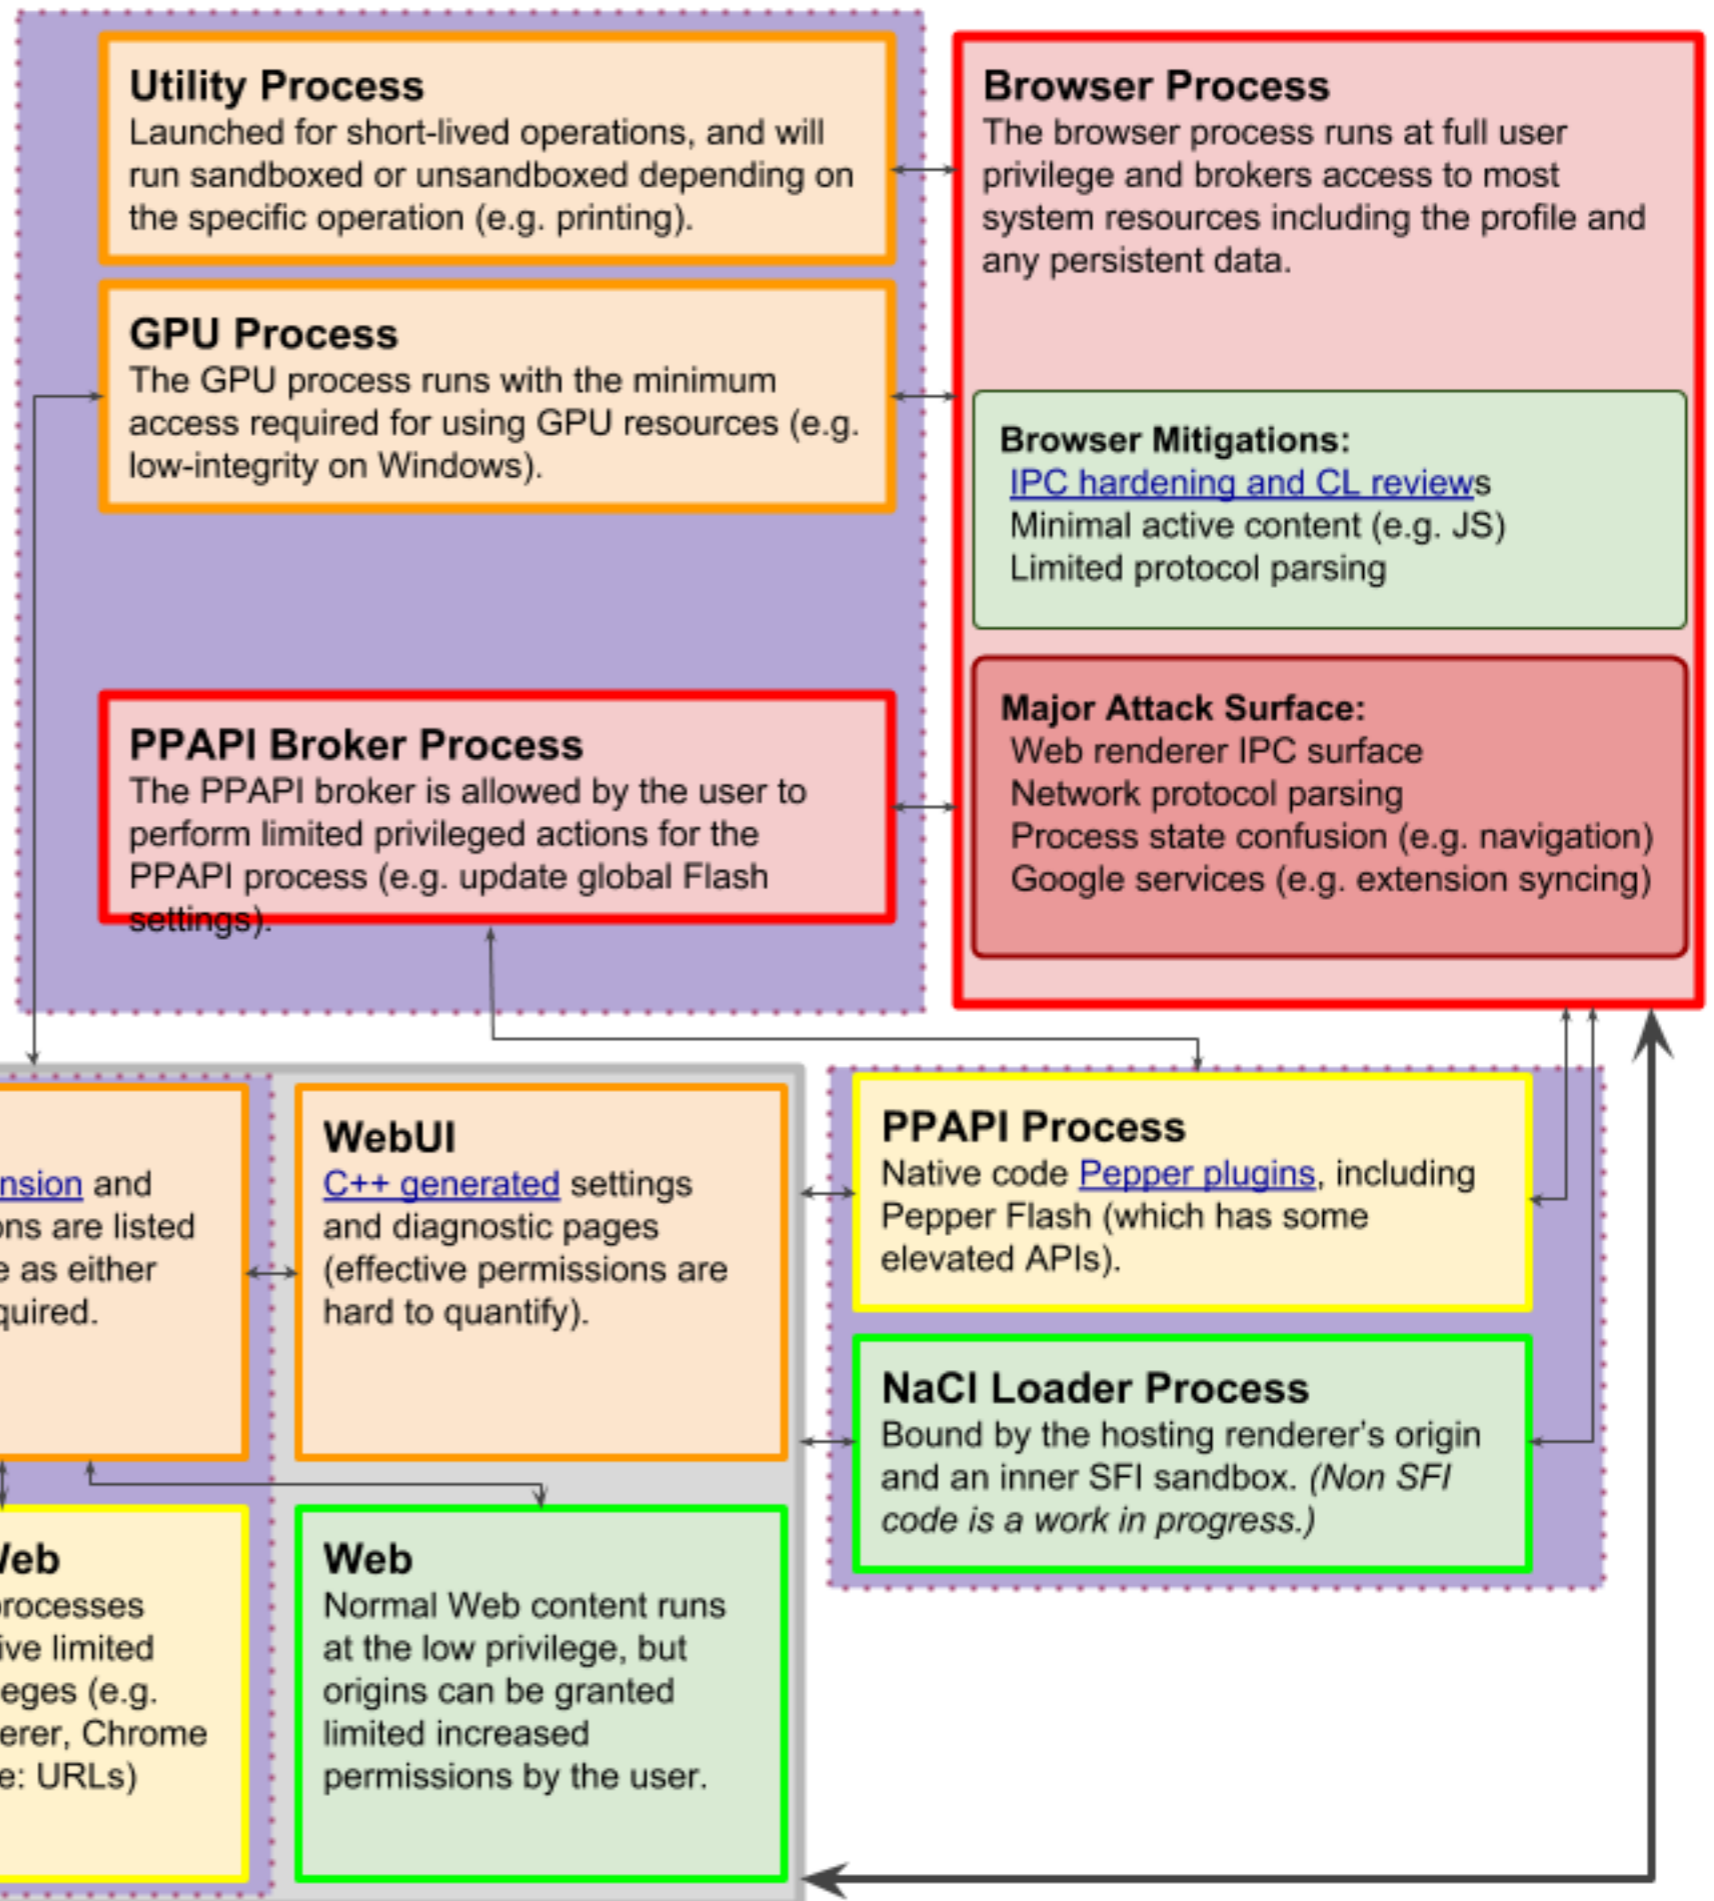 Utility Process
Launched for short-lived operations, and will
run sandboxed or unsandboxed depending on
the specific operation (e.g. printing).
GPU Process
The GPU process runs with the minimum
access required for using GPU resources (e.g.
low-integrity on Windows).
PPAPI Broker Process
The PPAPI broker is allowed by the user to
perform limited privileged actions for the
PPAPI process (e.g. update global Flash
settings).
Browser Process
The browser process runs at full user
privilege and brokers access to most
system resources including the profile and
any persistent data.
Browser Mitigations:
IPC hardening and CL reviews
Minimal active content (e.g. JS)
Limited protocol parsing
Major Attack Surface:
Web renderer IPC surface
Network protocol parsing
Process state confusion (e.g. navigation)
Google services (e.g. extension syncing)
nsion and
ons are listed
e as either
quired.
WebUI
C++ generated settings
and diagnostic pages
(effective permissions are
hard to quantify).
PPAPI Process
Native code Pepper plugins, including
Pepper Flash (which has some
elevated APIs).
NaCl Loader Process
Bound by the hosting renderer's origin
and an inner SFI sandbox. (Non SFI
code is a work in progress.)
Web
rocesses
ive limited
eges (e.g.
erer, Chrome
e: URLs)
Web
Normal Web content runs
at the low privilege, but
origins can be granted
limited increased
permissions by the user.